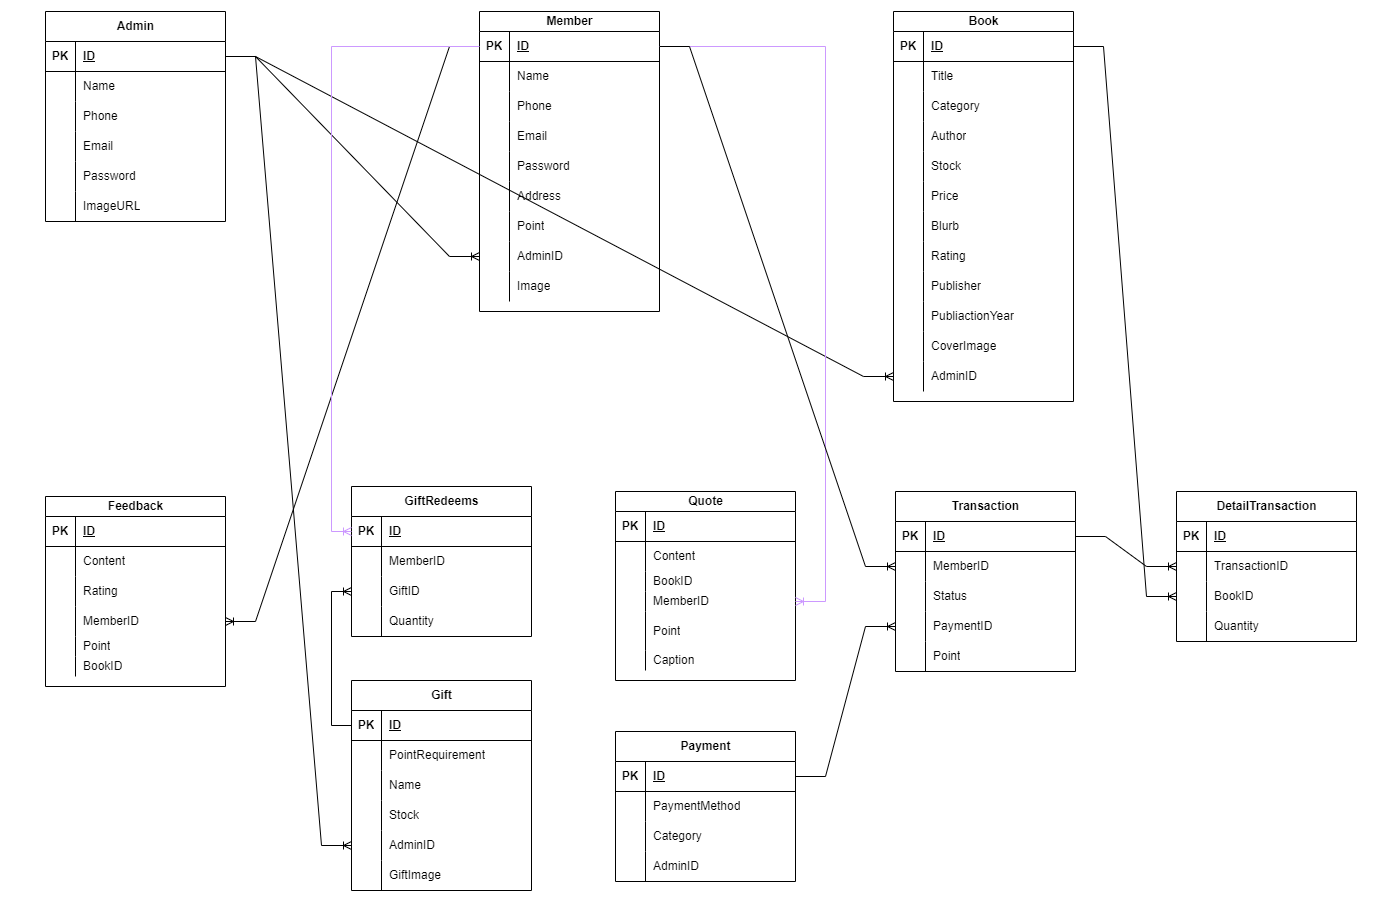 Admin
PK ID
Name
Phone
Email
Password
ImageURL
Member
PK ID
Name
Phone
Email
Password
Address
Point
AdminID
Image
Book
PK ID
Title
Category
Author
Stock
Price
Blurb
Rating
Publisher
PubliactionYear
CoverImage
AdminID
Feedback
PK ID
Content
Rating
MemberID
Point
BookID
GiftRedeems
PK ID
MemberID
GiftID
Quantity
Gift
PK ID
PointRequirement
Name
Stock
AdminID
GiftImage
Quote
PK ID
Content
BookID
MemberID
Point
Caption
Payment
PK ID
PaymentMethod
Category
AdminID
Transaction
PK ID
MemberID
Status
PaymentID
Point
DetailTransaction
PK ID
TransactionID
BookID
Quantity